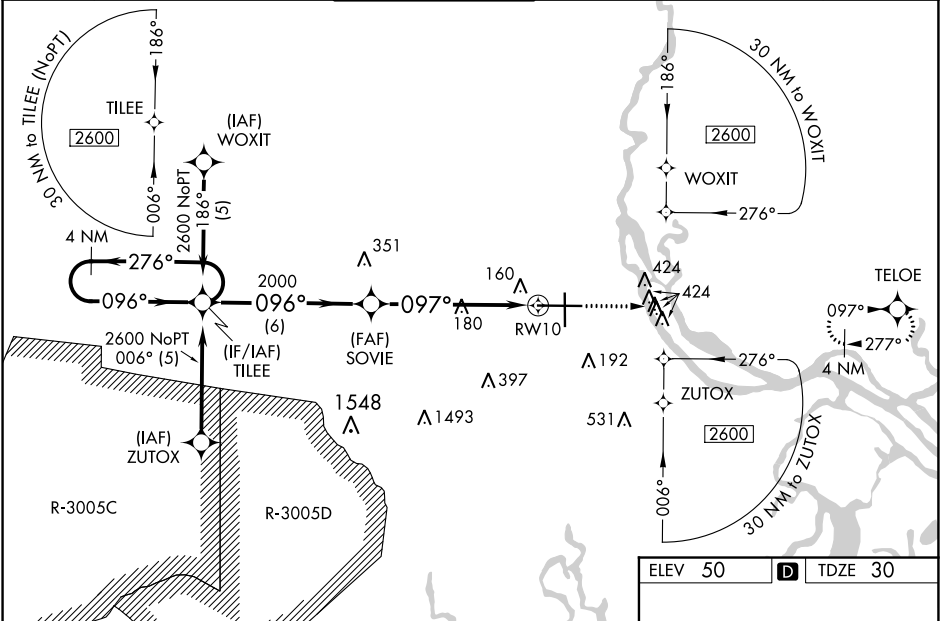 30 NM to TILEE (NoPT)
186°
TILEE
2600
006°
(IAF)
WOXIT
2600 NoPT
186°
(5)
4 NM
276°
096°
2600 NoPT
006° (5)
(IF/IAF)
TILEE
2000
096°
(6)
351
(FAF)
SOVIE
097°
180
160
RW10
(IAF)
ZUTOX
R-3005C
R-3005D
1548
1493
397
192
531
424
424
186°
30 NM to WOXIT
2600
WOXIT
276°
TELOE
097°
277°
4 NM
276°
ZUTOX
2600
006°
30 NM to ZUTOX
ELEV 50
D
TDZE 30